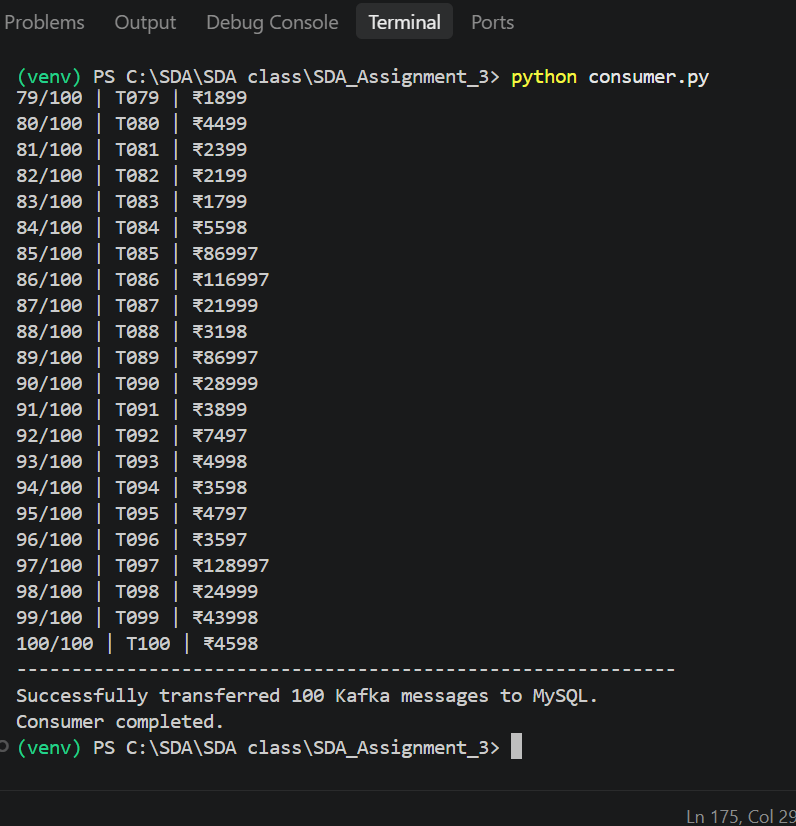 Problems Output Debug Console Terminal Ports
(venv) PS C:\SDA\SDA class\SDA_Assignment_3> python consumer.py
79/100 | T079 | ₹1899
80/100 | T080 | ₹4499
81/100 | T081 | ₹2399
82/100 | T082 | ₹2199
83/100 | T083 | ₹1799
84/100 | T084 | ₹5598
85/100 | T085 | ₹86997
86/100 | T086 | ₹116997
87/100 | T087 | ₹21999
88/100 | T088 | ₹3198
89/100 | T089 | ₹86997
90/100 | T090 | ₹28999
91/100 | T091 | ₹3899
92/100 | T092 | ₹7497
93/100 | T093 | ₹4998
94/100 | T094 | ₹3598
95/100 | T095 | ₹4797
96/100 | T096 | ₹3597
97/100 | T097 | ₹128997
98/100 | T098 | ₹24999
99/100 | T099 | ₹43998
100/100 | T100 | ₹4598
------------------------------------------------------------
Successfully transferred 100 Kafka messages to MySQL.
Consumer completed.
(venv) PS C:\SDA\SDA class\SDA_Assignment_3>
Ln 175, Col 29